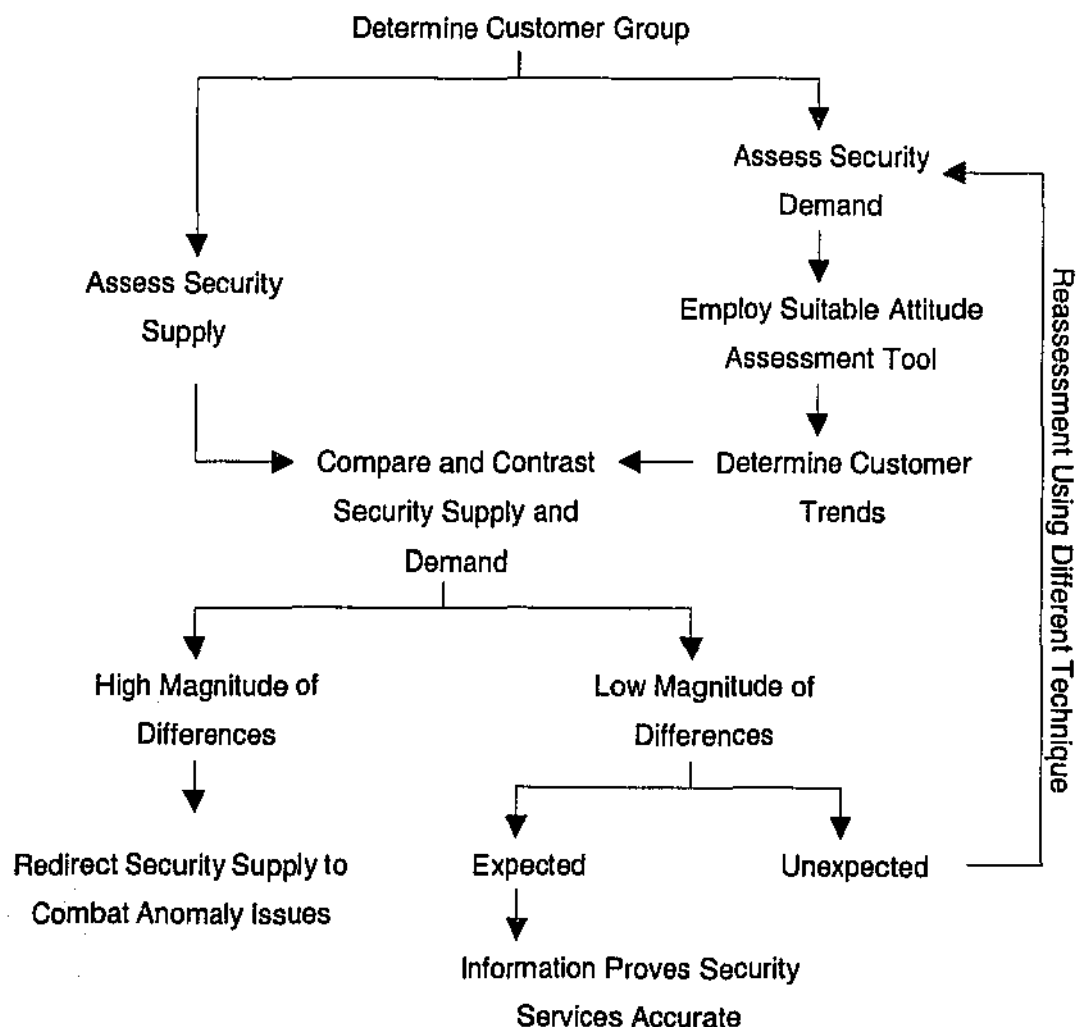 Determine Customer Group
Assess Security
Demand
Assess Security
Supply
Employ Suitable Attitude
Assessment Tool
Compare and Contrast
Security Supply and
Demand
Determine Customer
Trends
Reassessment Using Different Technique
High Magnitude of
Differences
Low Magnitude of
Differences
Redirect Security Supply to
Combat Anomaly Issues
Expected
Unexpected
Information Proves Security
Services Accurate